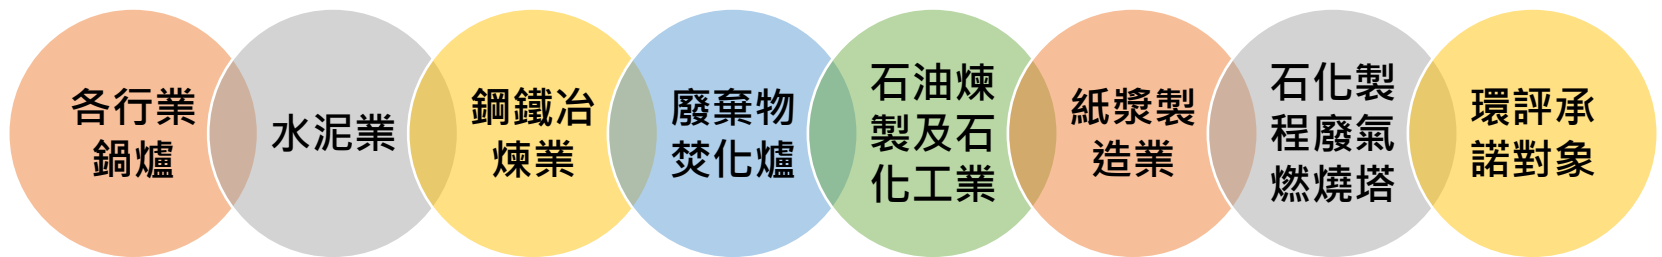 各行業
鍋爐
水泥業
鋼鐵冶
煉業
廢棄物
焚化爐
石油煉
製及石
化工業
紙漿製
造業
石化製
程廢氣
燃燒塔
環評承
諾對象